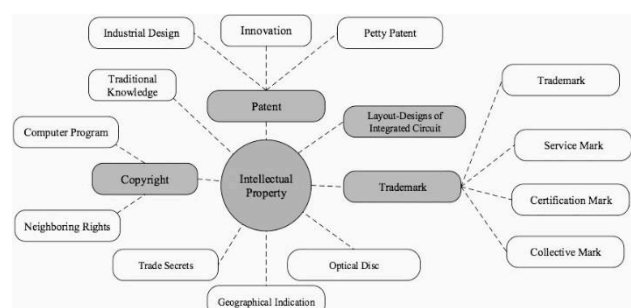 Innovation
Industrial Design
Petty Patent
Traditional
Knowledge
Patent
Trademark
Layout-Designs of
Integrated Circuit
Computer Program
Service Mark
Copyright
Intellectual
Property
Trademark
Certification Mark
Neighboring Rights
Collective Mark
Trade Secrets
Optical Disc
Geographical Indication